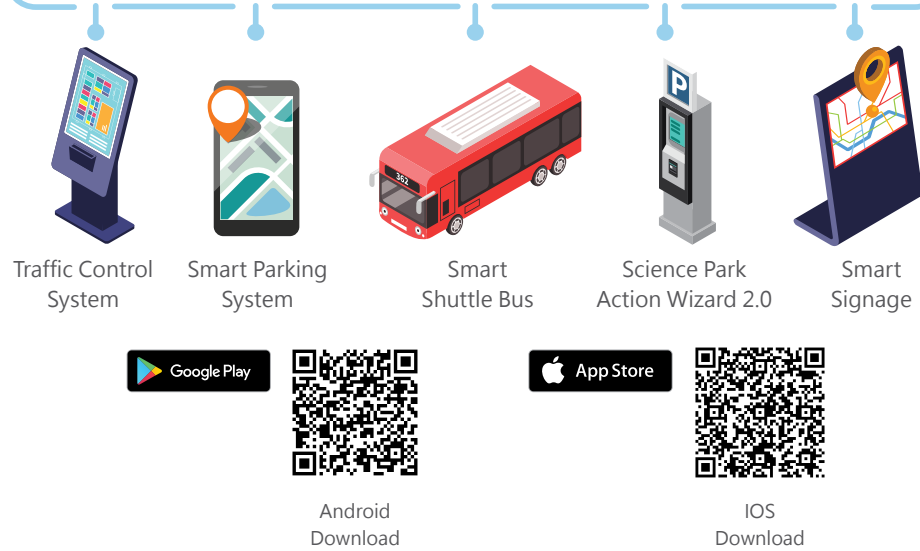 362
P
Traffic Control
System
Smart Parking
System
Smart
Shuttle Bus
Science Park
Action Wizard 2.0
Smart
Signage
Google Play
App Store
Android
Download
IOS
Download